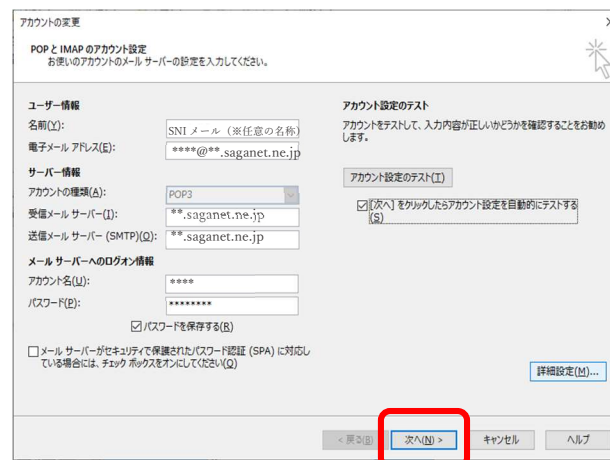 アカウントの変更
POP と IMAP のアカウント設定
お使いのアカウントのメール サーバーの設定を入力してください。
ユーザー情報
名前(Y):
SNI メール（※任意の名称）
電子メール アドレス(E):
****@**.saganet.ne.jp
サーバー情報
アカウントの種類(A):
POP3
受信メール サーバー(I):
**.saganet.ne.jp
送信メール サーバー (SMTP)(O):
**.saganet.ne.jp
メール サーバーへのログオン情報
アカウント名(U):
****
パスワード(P):
********
パスワードを保存する(R)
メール サーバーがセキュリティで保護されたパスワード認証 (SPA) に対応し
ている場合には、チェック ボックスをオンにしてください(Q)
アカウント設定のテスト
アカウントをテストして、入力内容が正しいかどうかを確認することをお勧め
します。
アカウント設定のテスト(T)
[次へ] をクリックしたらアカウント設定を自動的にテストする
(S)
詳細設定(M)...
< 戻る(B)
次へ(N) >
キャンセル
ヘルプ